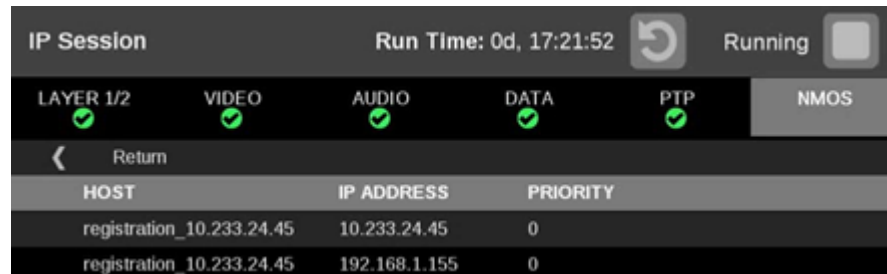 IP Session Run Time: 0d, 17:21:52 Running
LAYER 1/2 VIDEO AUDIO DATA PTP NMOS
Return
HOST IP ADDRESS PRIORITY
registration_10.233.24.45 10.233.24.45 0
registration_10.233.24.45 192.168.1.155 0